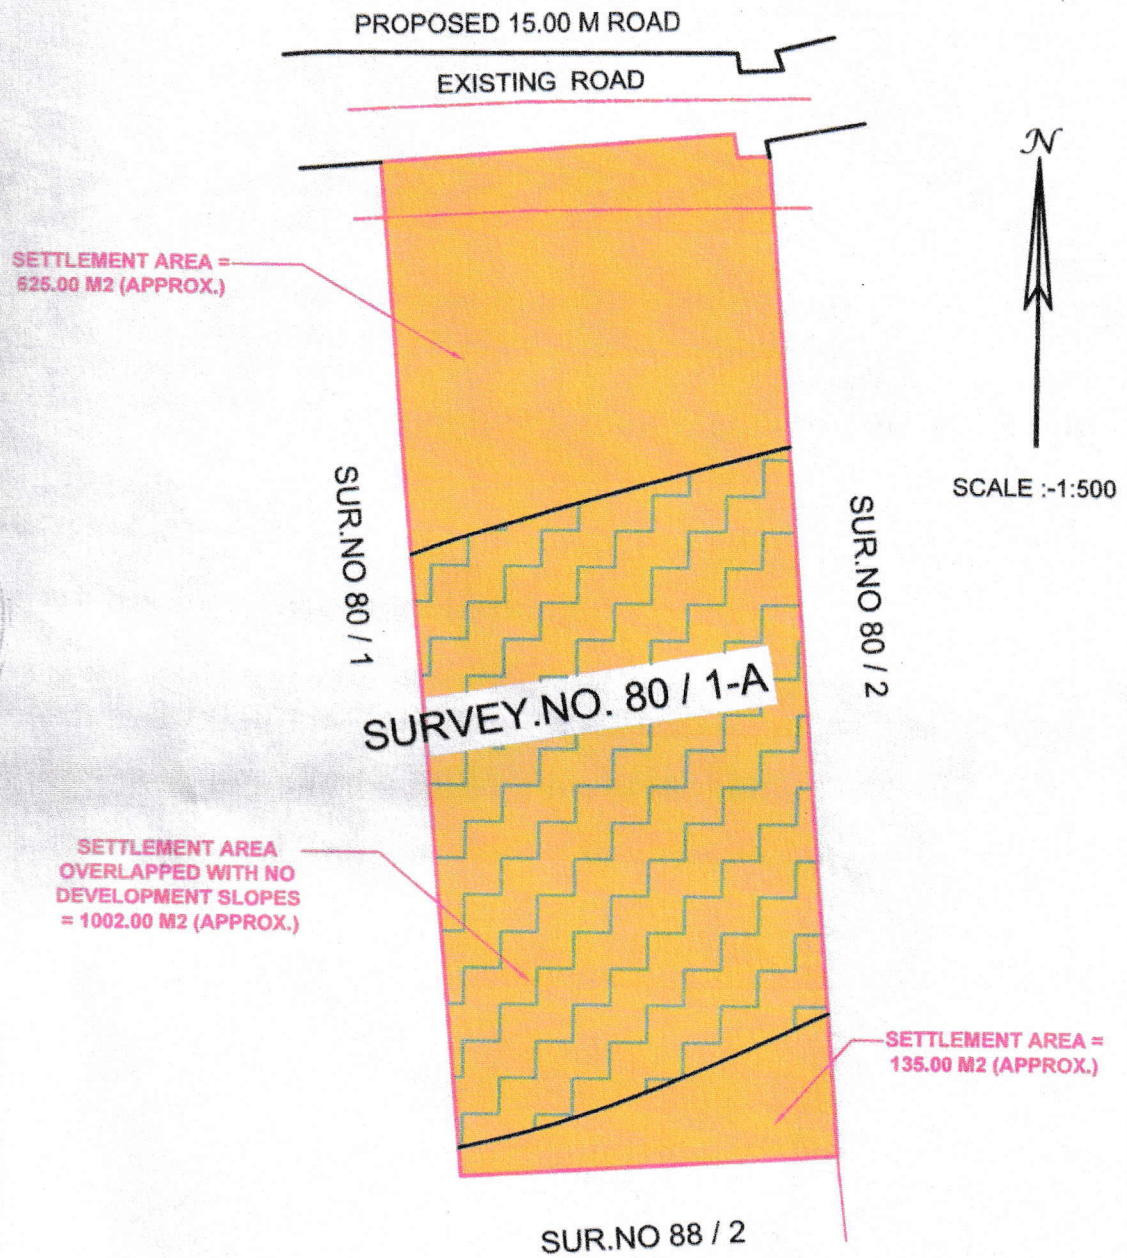 PROPOSED 15.00 M ROAD
EXISTING ROAD
N
SETTLEMENT AREA =
625.00 M2 (APPROX.)
SCALE :-1:500
SUR.NO 80 / 1
SUR.NO 80 / 2
SURVEY.NO. 80 / 1-A
SETTLEMENT AREA
OVERLAPPED WITH NO
DEVELOPMENT SLOPES
= 1002.00 M2 (APPROX.)
SETTLEMENT AREA =
135.00 M2 (APPROX.)
SUR.NO 88 / 2